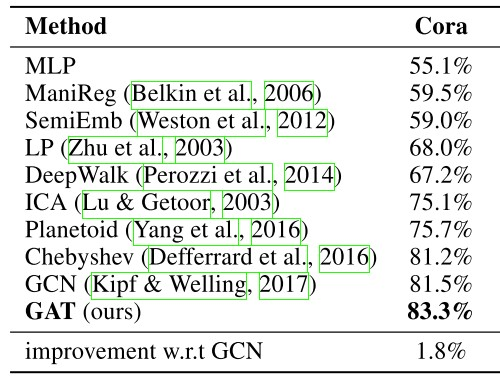 Method Cora
MLP 55.1%
ManiReg (Belkin et al., 2006) 59.5%
SemiEmb (Weston et al., 2012) 59.0%
LP (Zhu et al., 2003) 68.0%
DeepWalk (Perozzi et al., 2014) 67.2%
ICA (Lu & Getoor, 2003) 75.1%
Planetoid (Yang et al., 2016) 75.7%
Chebyshev (Defferrard et al., 2016) 81.2%
GCN (Kipf & Welling, 2017) 81.5%
GAT (ours) 83.3%
improvement w.r.t GCN 1.8%